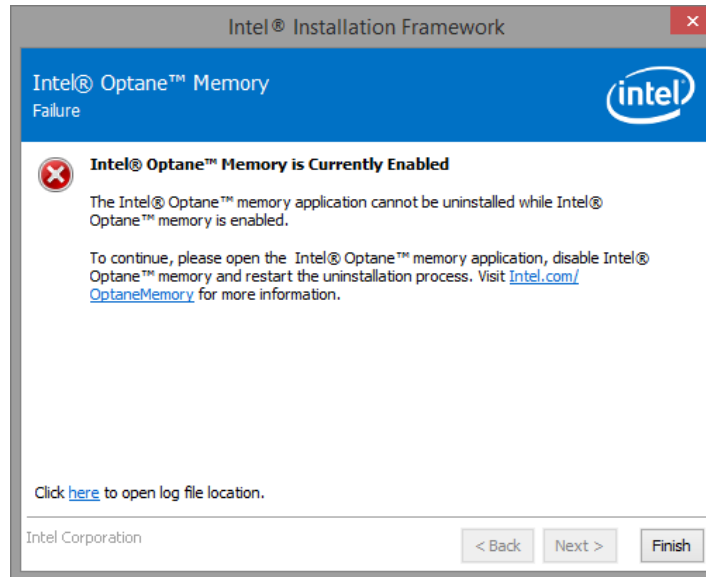 Intel® Installation Framework
Intel® Optane™ Memory
Failure
intel
Intel® Optane™ Memory is Currently Enabled
The Intel® Optane™ memory application cannot be uninstalled while Intel®
Optane™ memory is enabled.
To continue, please open the Intel® Optane™ memory application, disable Intel®
Optane™ memory and restart the uninstallation process. Visit Intel.com/
OptaneMemory for more information.
Click here to open log file location.
Intel Corporation
< Back Next > Finish